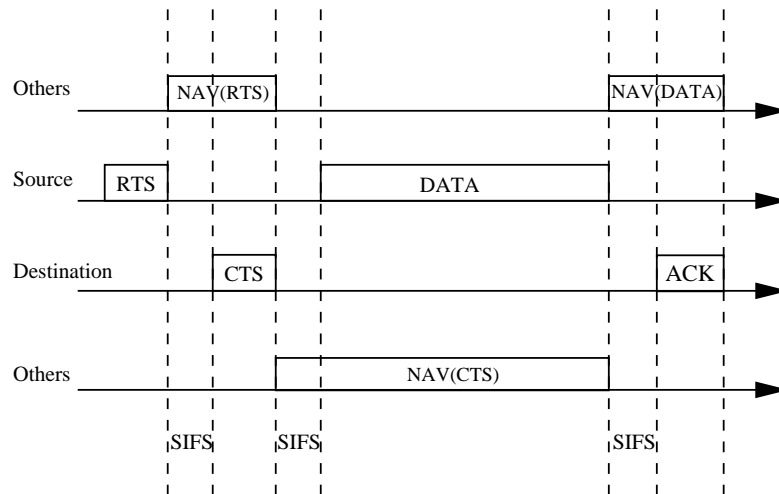 Others
NAV(RTS)
NAV(DATA)
Source
RTS
DATA
Destination
CTS
ACK
Others
NAV(CTS)
SIFS
SIFS
SIFS